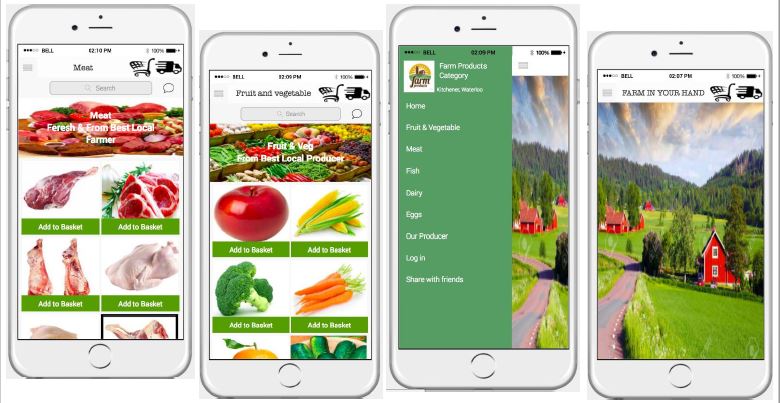 BELL 02:10 PM 100%
Meat
Search
Meat
Feresh & From Best Local
Farmer
Add to Basket Add to Basket
Add to Basket Add to Basket
BELL 02:09 PM 100%
Fruit and vegetable
Search
Fruit & Veg
From Best Local Producer
Add to Basket Add to Basket
Add to Basket Add to Basket
BELL 02:09 PM 100%
farm
Farm Products
Category
Kitchener, Waterloo
Home
Fruit & Vegetable
Meat
Fish
Dairy
Eggs
Our Producer
Log in
Share with friends
BELL 02:07 PM 100%
FARM IN YOUR HAND